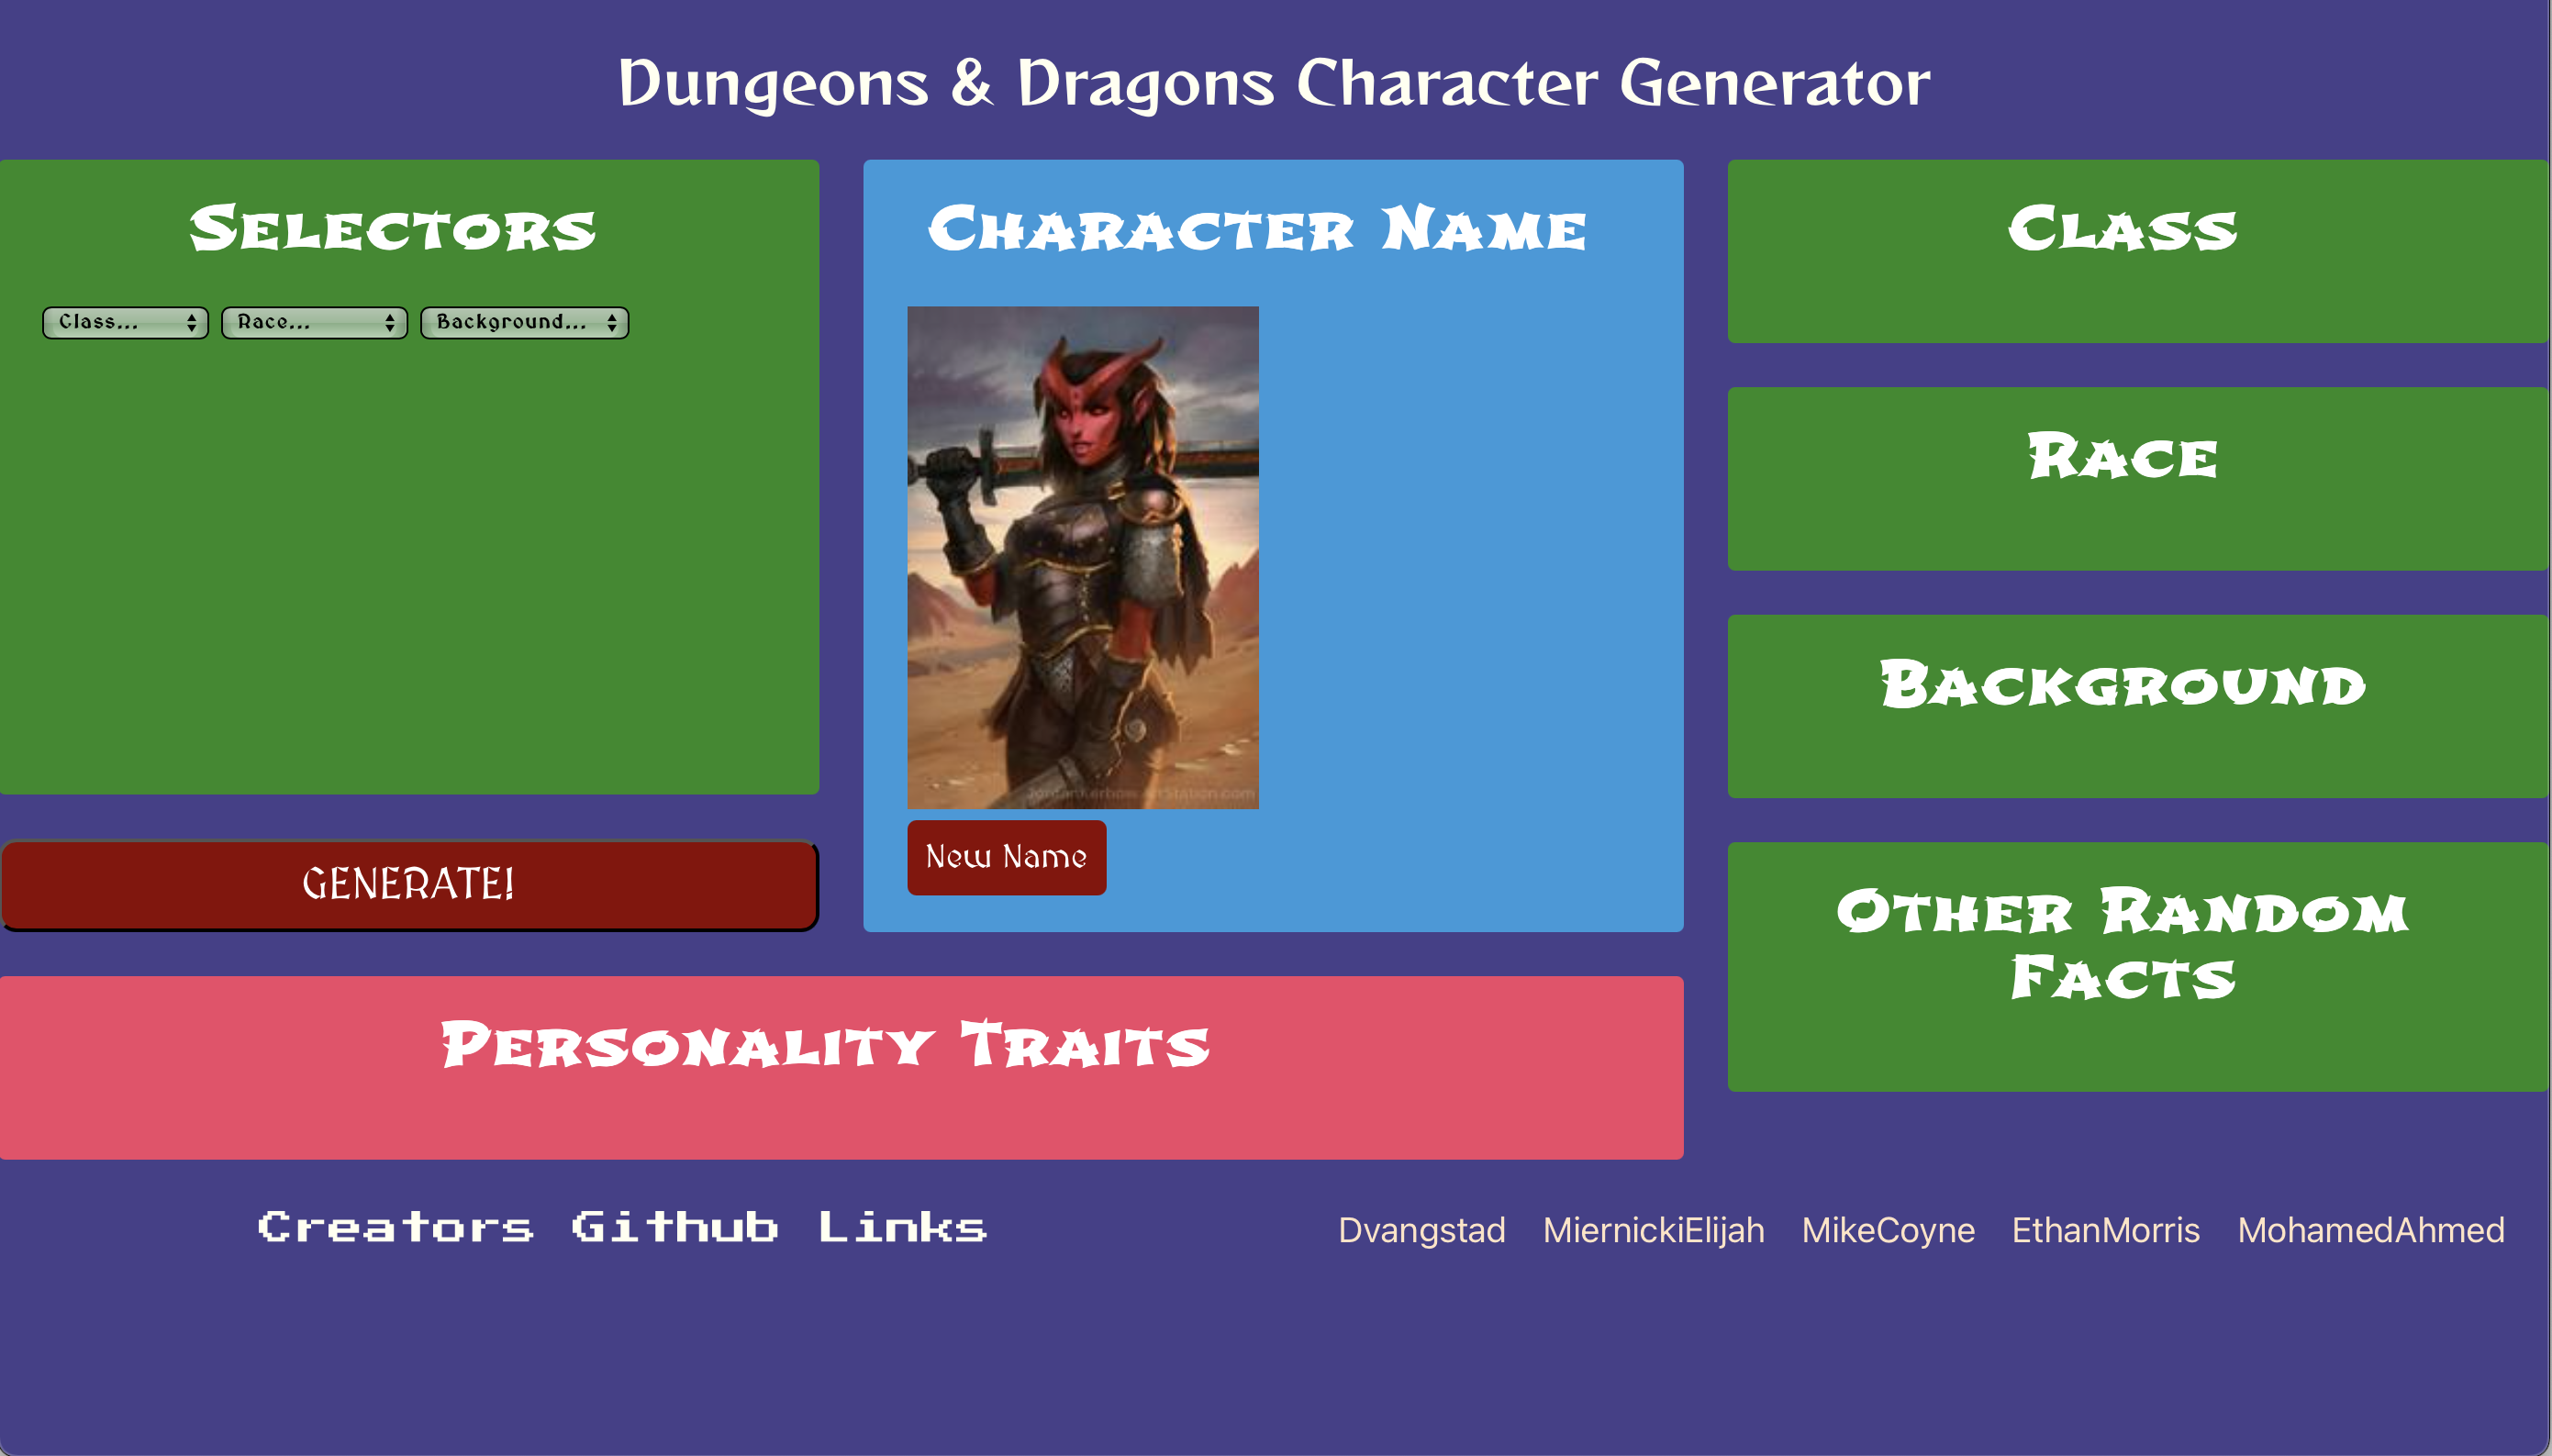 Dungeons & Dragons Character Generator
Selectors
Class...
Race...
Background...
GENERATE!
Character Name
New Name
Class
Race
Background
Other Random
Facts
Personality Traits
Creators Github Links
Dvangstad MiernickiElijah MikeCoyne EthanMorris MohamedAhmed